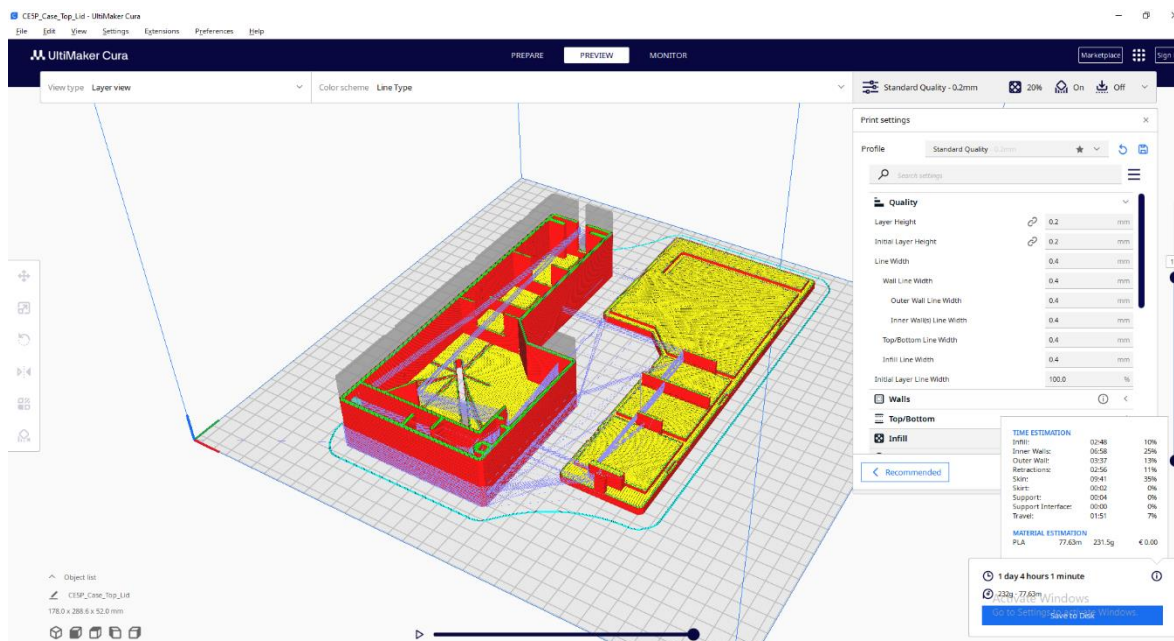 CE5P_Case_Top_Lid - UltiMaker Cura
File Edit View Settings Extensions Preferences Help
UltiMaker Cura PREPARE PREVIEW MONITOR Marketplace Sign
View type Layer view Color scheme Line Type Standard Quality - 0.2mm 20% On Off
Print settings
Profile Standard Quality - 0.2mm
Search settings
Quality
Layer Height 0.2 mm
Initial Layer Height 0.2 mm
Line Width 0.4 mm
Wall Line Width 0.4 mm
Outer Wall Line Width 0.4 mm
Inner Wall(s) Line Width 0.4 mm
Top/Bottom Line Width 0.4 mm
Infill Line Width 0.4 mm
Initial Layer Line Width 100.0 %
Walls
Top/Bottom
Infill
Recommended
TIME ESTIMATION
Infill: 02:48 10%
Inner Walls: 06:58 25%
Outer Wall: 03:37 13%
Retractions: 02:56 11%
Skin: 09:41 35%
Skirt: 00:02 0%
Support: 00:04 0%
Support Interface: 00:00 0%
Travel: 01:51 7%
MATERIAL ESTIMATION
PLA 77.63m 231.5g € 0.00
1 day 4 hours 1 minute
232g · 77.63m
Activate Windows
Go to Settings to activate Windows.
Save to Disk
Object list
CE5P_Case_Top_Lid
178.0 x 288.6 x 52.0 mm